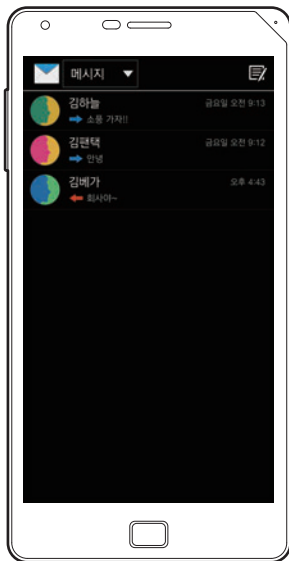 메시지
김하늘 금요일 오전 9:13
소풍 가자!!
김팬택 금요일 오전 9:12
안녕
김베가 오후 4:43
회사야~